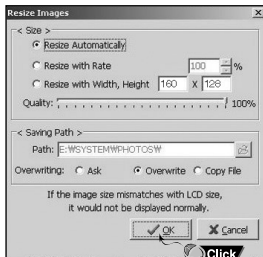 Resize Images
X
< Size >
Resize Automatically
Resize with Rate 100 %
Resize with Width, Height 160 X 128
Quality: 100%
< Saving Path >
Path: E:₩SYSTEM₩PHOTOS₩
Overwriting: Ask Overwrite Copy File
If the image size mismatches with LCD size,
it would not be displayed normally.
OK X Cancel
Click